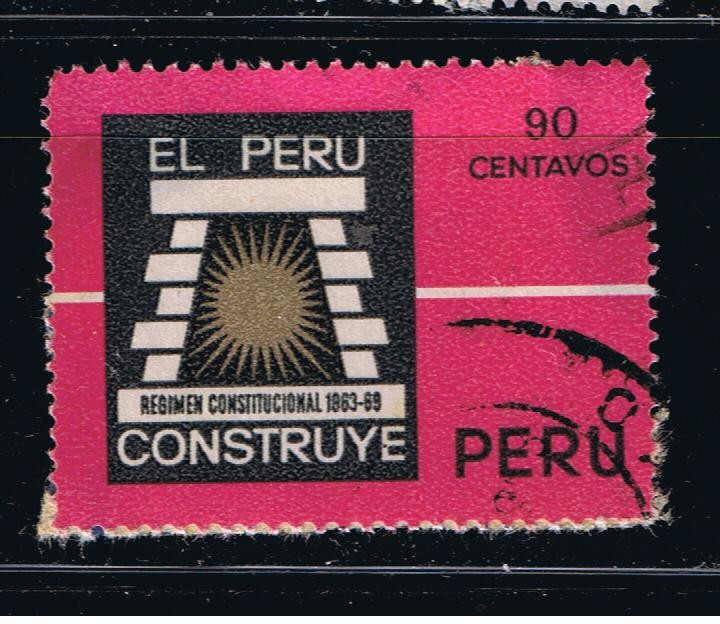 EL PERU
90
CENTAVOS
REGIMEN CONSTITUCIONAL 1963-69
CONSTRUYE
PERU